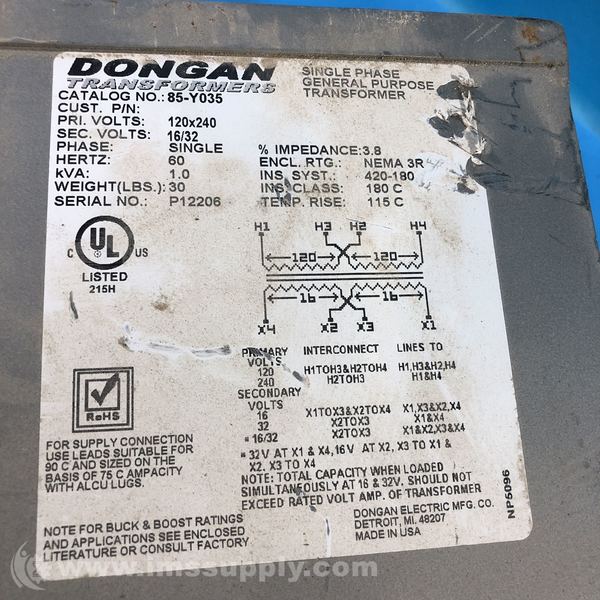 DONGAN
TRANSFORMERS
SINGLE PHASE
GENERAL PURPOSE
TRANSFORMER
CATALOG NO.: 85-Y035
CUST. P/N:
PRI. VOLTS: 120x240
SEC. VOLTS: 16/32
PHASE: SINGLE % IMPEDANCE: 3.8
HERTZ: 60 ENCL. RTG.: NEMA 3R
kVA: 1.0 INS. SYST.: 420-180
WEIGHT(LBS.): 30 INS. CLASS: 180 C
SERIAL NO.: P12206 TEMP. RISE: 115 C
C UL US
LISTED
215H
H1 H3 H2 H4
120 120
16 16
X4 X2 X3 X1
PRIMARY INTERCONNECT LINES TO
VOLTS
120 H1TOH3&H2TOH4 H1,H3&H2,H4
240 H2TOH3 H1&H4
SECONDARY
VOLTS
16 X1TOX3&X2TOX4 X1,X3&X2,X4
32 X2TOX3 X1&X4
16/32 X2TOX3 X1&X2,X3&X4
RoHS
= 32V AT X1 & X4, 16V AT X2, X3 TO X1 &
X2, X3 TO X4
NOTE: TOTAL CAPACITY WHEN LOADED
SIMULTANEOUSLY AT 16 & 32V, SHOULD NOT
EXCEED RATED VOLT AMP. OF TRANSFORMER
FOR SUPPLY CONNECTION
USE LEADS SUITABLE FOR
90 C AND SIZED ON THE
BASIS OF 75 C AMPACITY
WITH ALCU LUGS.
NOTE FOR BUCK & BOOST RATINGS
AND APPLICATIONS SEE ENCLOSED
LITERATURE OR CONSULT FACTORY
DONGAN ELECTRIC MFG. CO.
DETROIT, MI. 48207
MADE IN USA
NP5096
www.imssupply.com